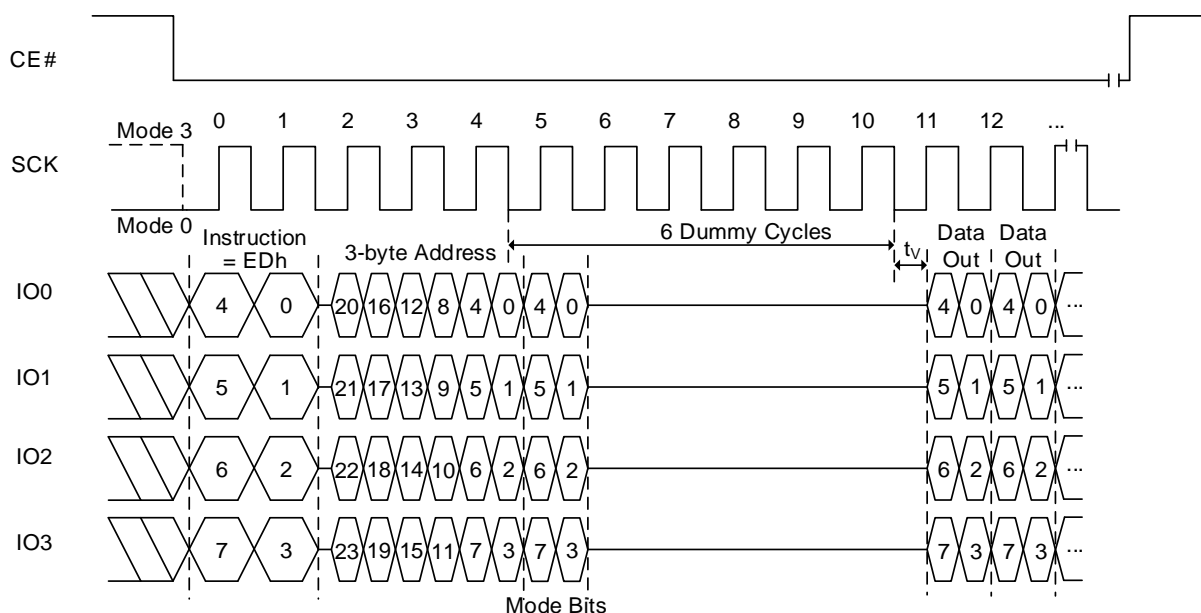 CE#
Mode 3 0 1 2 3 4 5 6 7 8 9 10 11 12 ...
SCK
Mode 0
Instruction = EDh
3-byte Address
6 Dummy Cycles
tV
Data Out
Data Out
IO0 4 0 20 16 12 8 4 0 4 0 4 0 4 0 ...
IO1 5 1 21 17 13 9 5 1 5 1 5 1 5 1 ...
IO2 6 2 22 18 14 10 6 2 6 2 6 2 6 2 ...
IO3 7 3 23 19 15 11 7 3 7 3 7 3 7 3 ...
Mode Bits